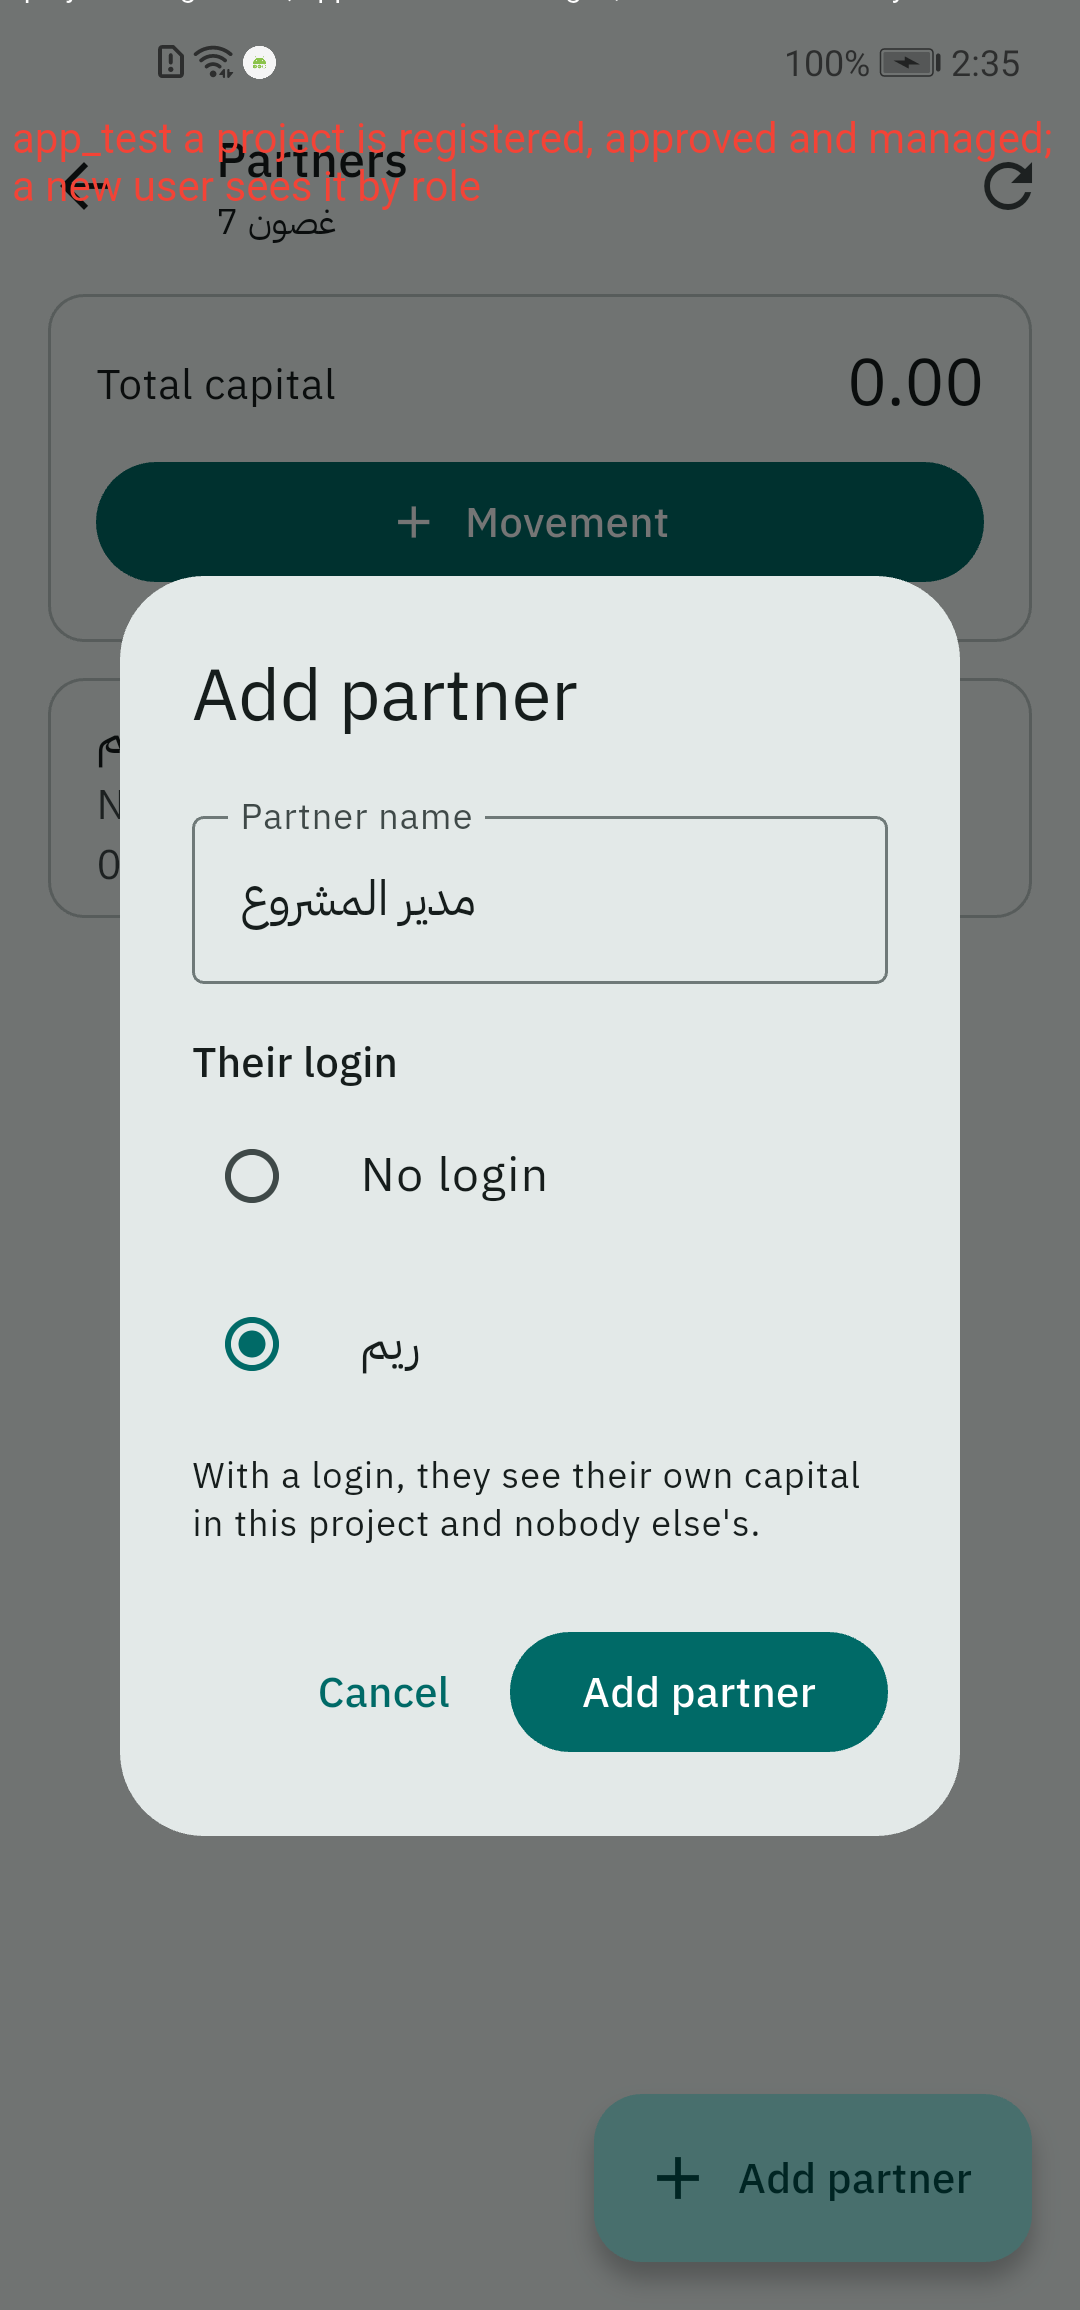 100% 2:35
app_test a project is registered, approved and managed;
a new user sees it by role
Partners
غصون 7
Total capital
0.00
Movement
Add partner
Partner name
مدير المشروع
Their login
No login
ريم
With a login, they see their own capital
in this project and nobody else's.
Cancel
Add partner
Add partner